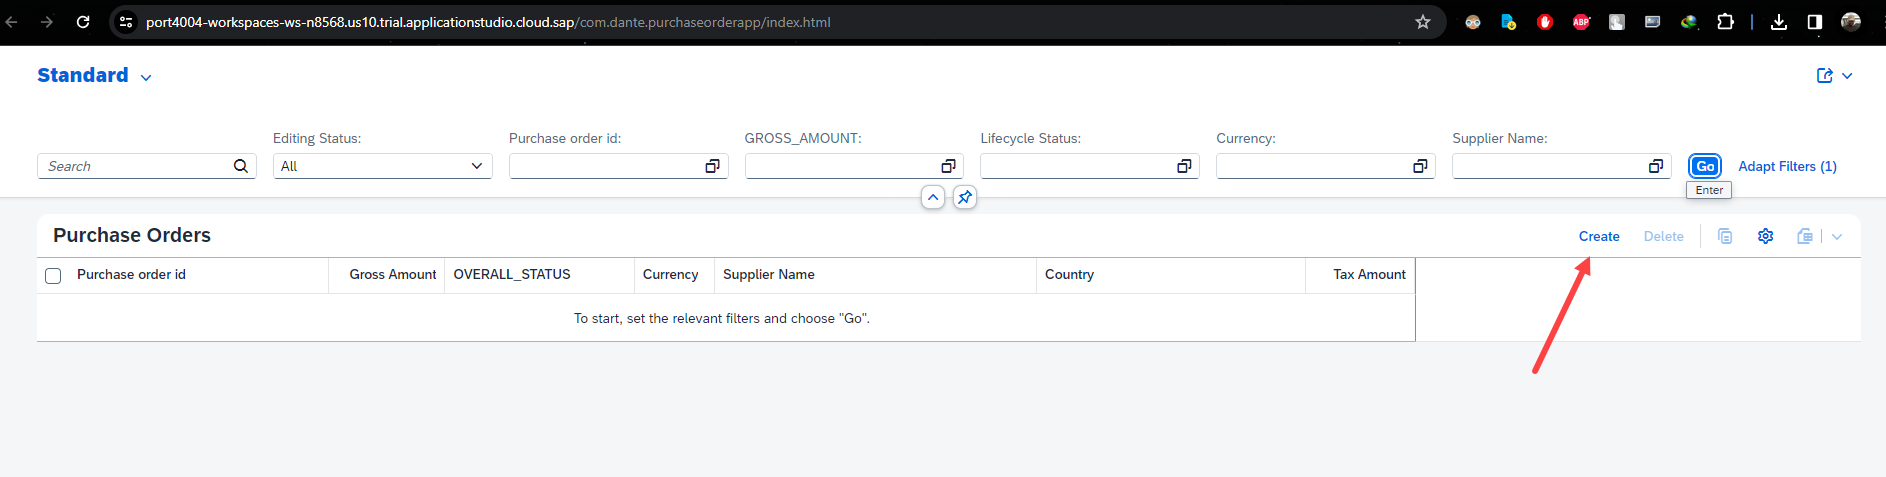 port4004-workspaces-ws-n8568.us10.trial.applicationstudio.cloud.sap/com.dante.purchaseorderapp/index.html
ABP
Standard
Editing Status: Purchase order id: GROSS_AMOUNT: Lifecycle Status: Currency: Supplier Name:
Search All Go Adapt Filters (1)
Enter
Purchase Orders Create Delete
Purchase order id Gross Amount OVERALL_STATUS Currency Supplier Name Country Tax Amount
To start, set the relevant filters and choose "Go".